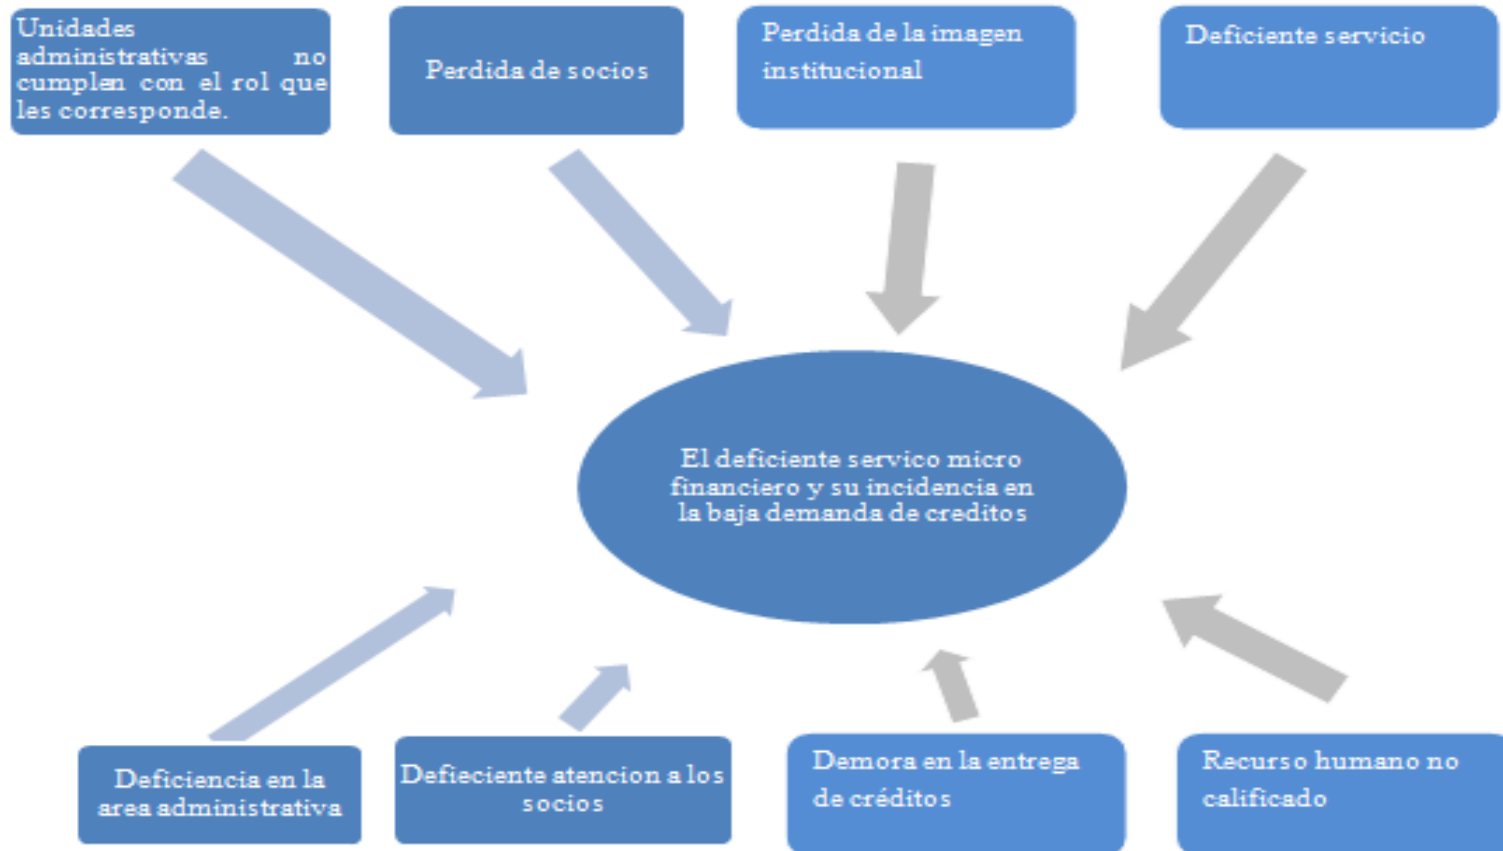 Unidades
administrativas no
cumplen con el rol que
les corresponde.
Perdida de socios
Perdida de la imagen
institucional
Deficiente servicio
El deficiente servico micro
financiero y su incidencia en
la baja demanda de creditos
Deficiencia en la
area administrativa
Defieciente atencion a los
socios
Demora en la entrega
de créditos
Recurso humano no
calificado